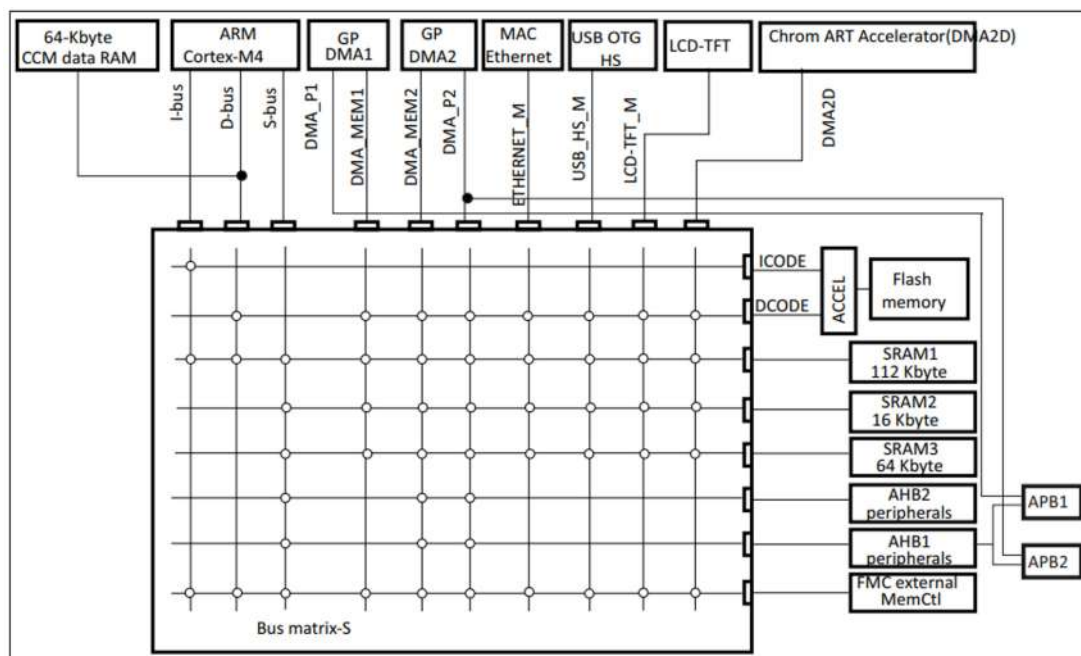 64-Kbyte
CCM data RAM
ARM
Cortex-M4
GP
DMA1
GP
DMA2
MAC
Ethernet
USB OTG
HS
LCD-TFT
Chrom ART Accelerator(DMA2D)
I-bus
D-bus
S-bus
DMA_P1
DMA_MEM1
DMA_MEM2
DMA_P2
ETHERNET_M
USB_HS_M
LCD-TFT_M
DMA2D
ICODE
DCODE
ACCEL
Flash
memory
SRAM1
112 Kbyte
SRAM2
16 Kbyte
SRAM3
64 Kbyte
AHB2
peripherals
AHB1
peripherals
FMC external
MemCtl
APB1
APB2
Bus matrix-S